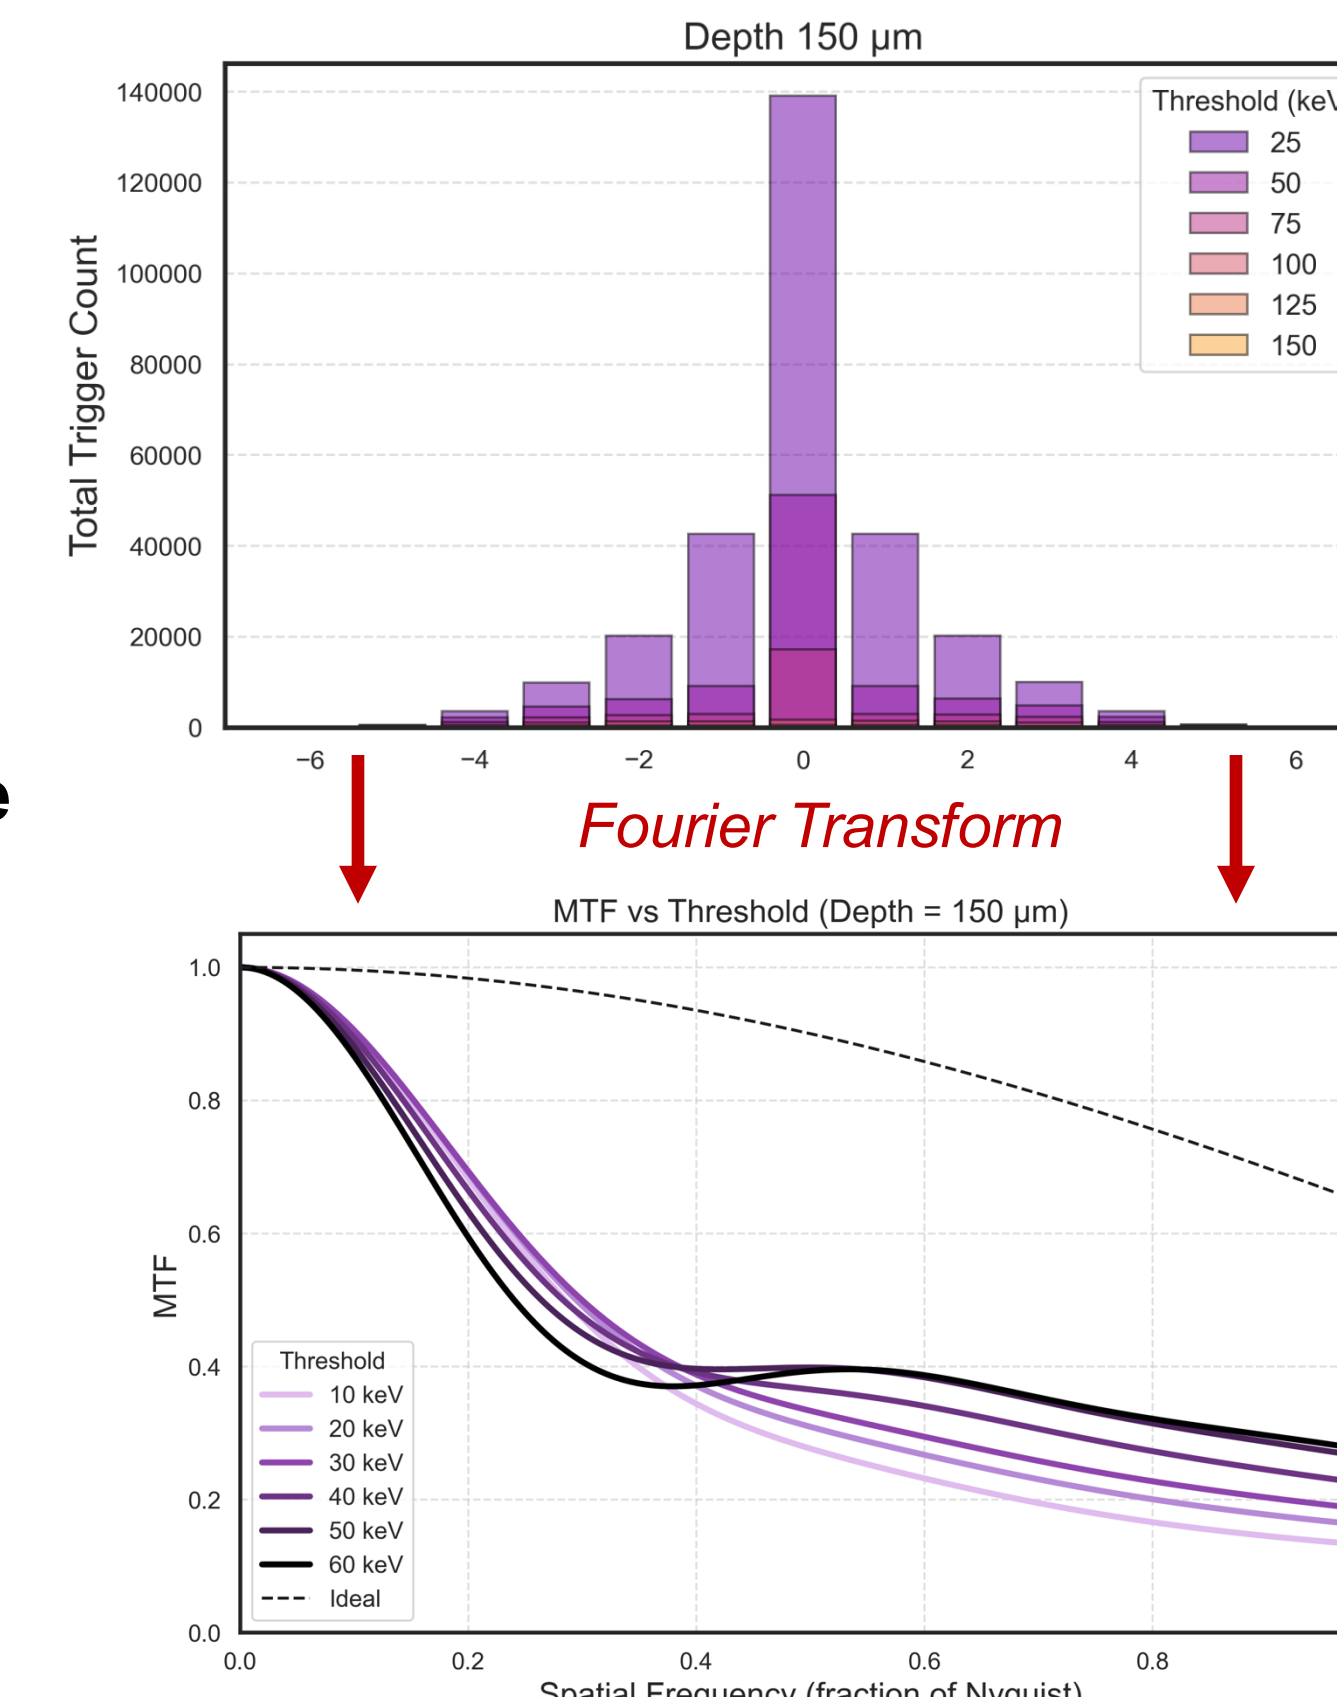 Depth 150 µm
140000
120000
100000
80000
60000
40000
20000
0
Total Trigger Count
Threshold (keV
25
50
75
100
125
150
−6 −4 −2 0 2 4 6
e
Fourier Transform
MTF vs Threshold (Depth = 150 µm)
1.0
0.8
0.6
0.4
0.2
0.0
MTF
Threshold
10 keV
20 keV
30 keV
40 keV
50 keV
60 keV
Ideal
0.0 0.2 0.4 0.6 0.8
Spatial Frequency (fraction of Nyquist)